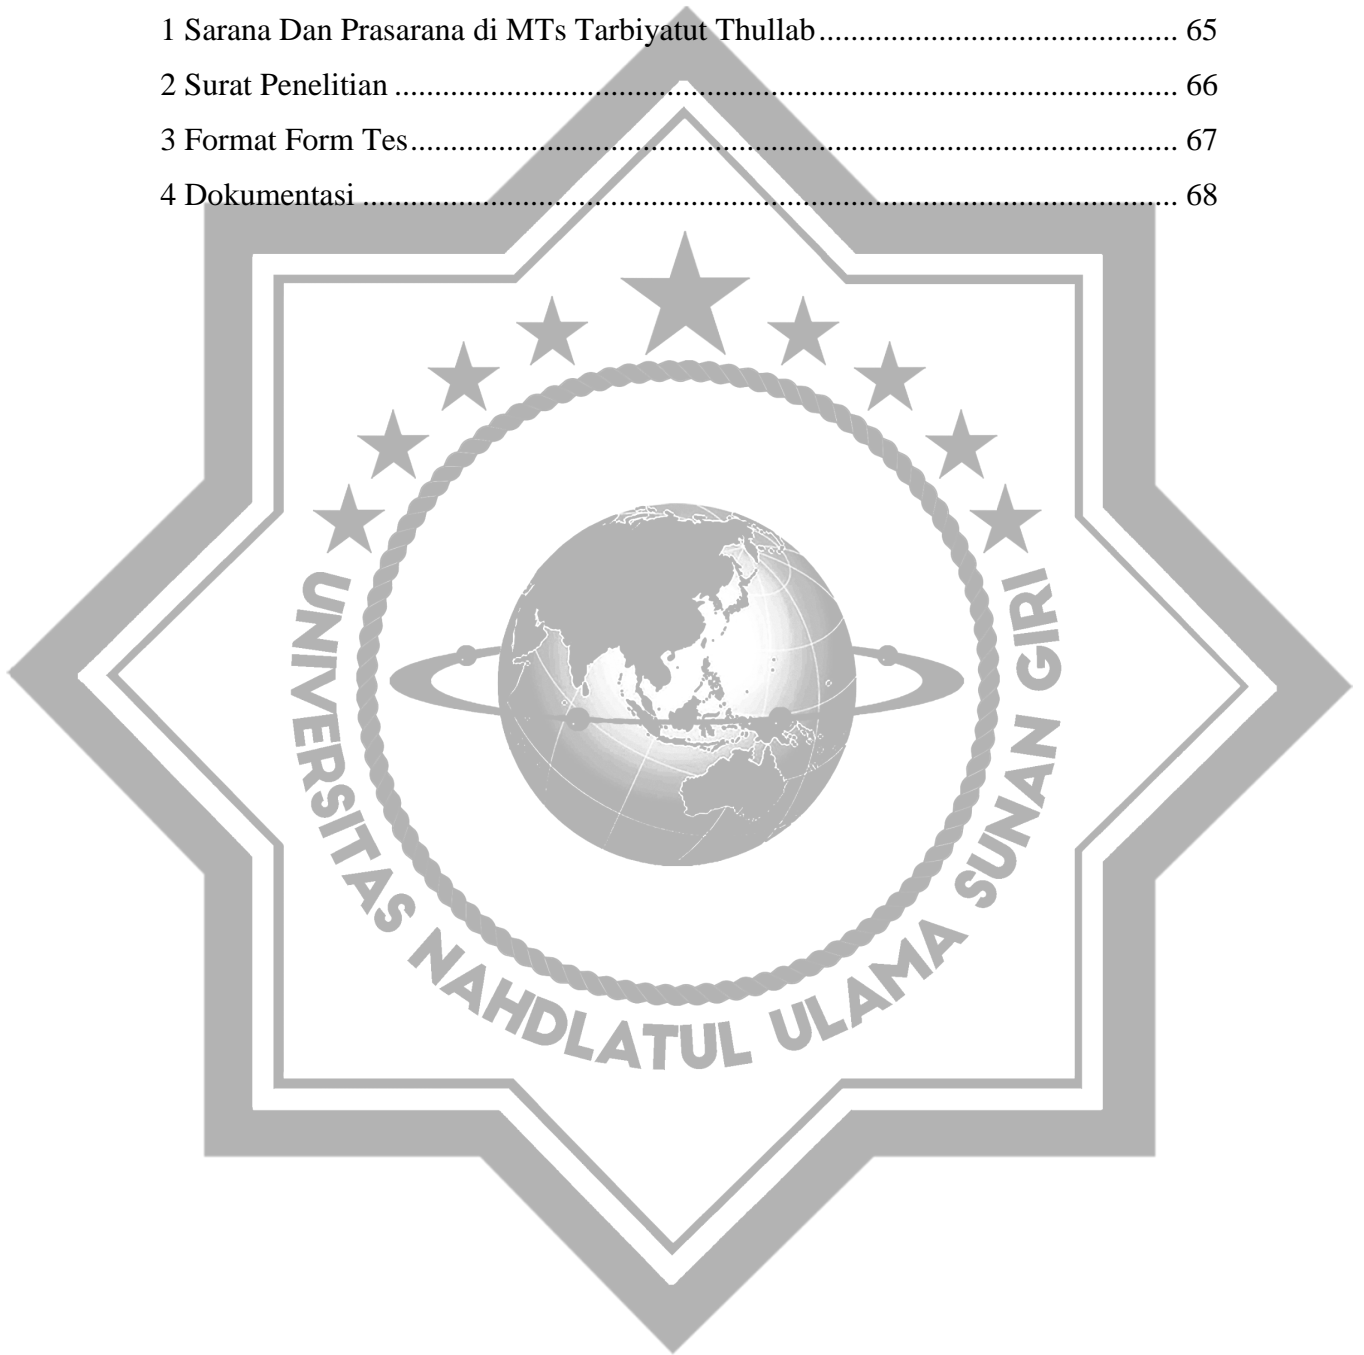 1 Sarana Dan Prasarana di MTs Tarbiyatut Thullab............................................. 65
2 Surat Penelitian .................................................................................................. 66
3 Format Form Tes................................................................................................ 67
4 Dokumentasi ...................................................................................................... 68
UNIVERSITAS NAHDLATUL ULAMA SUNAN GIRI